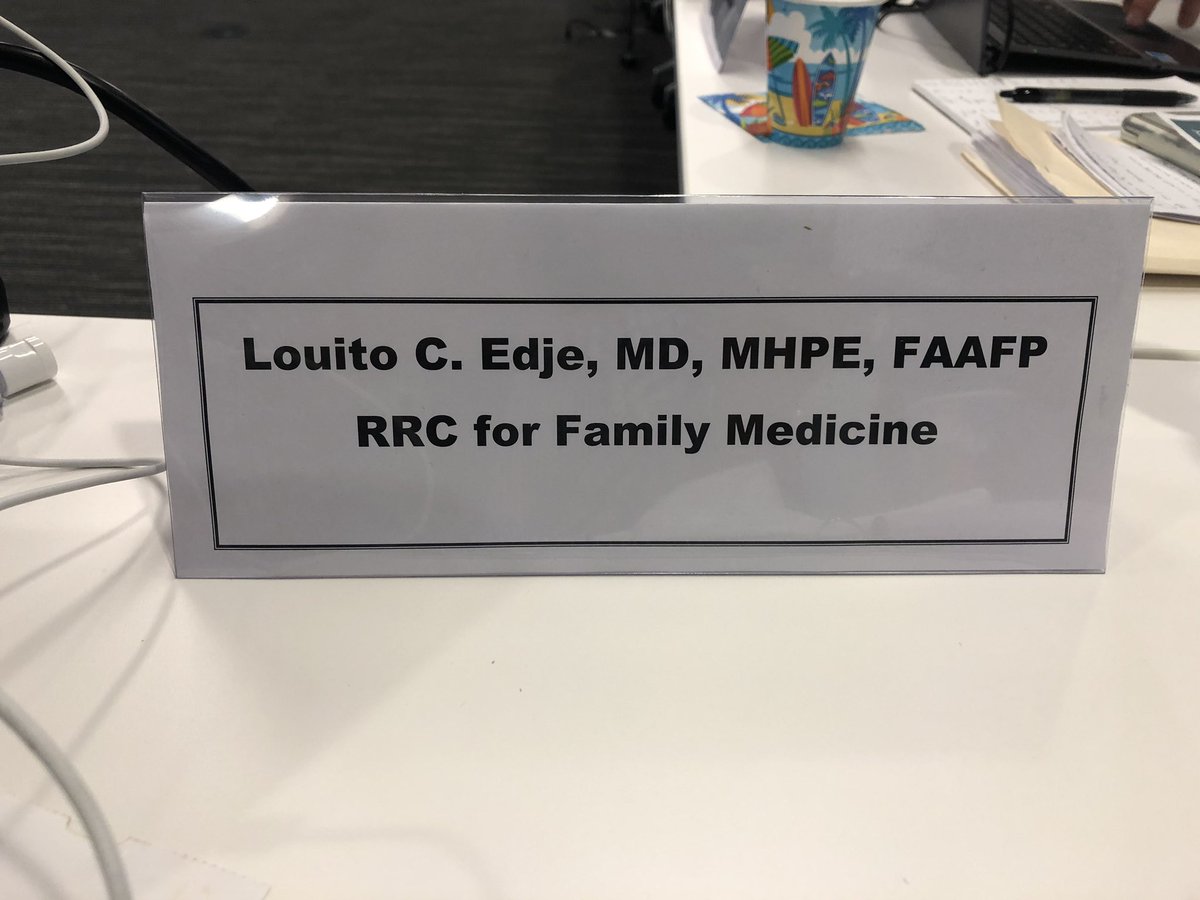 Louito C. Edje, MD, MHPE, FAAFP
RRC for Family Medicine